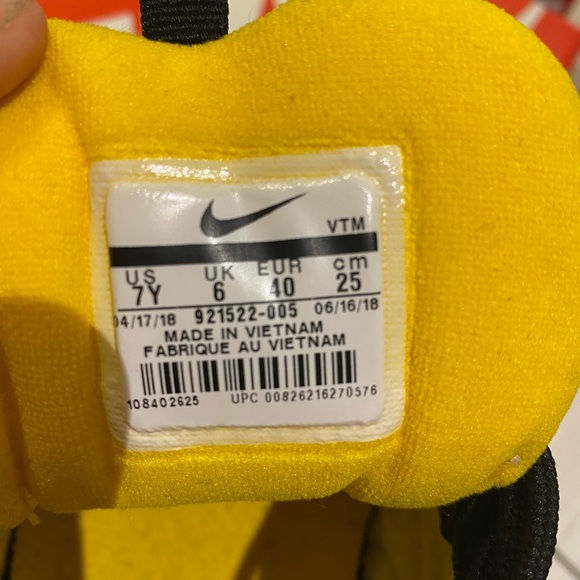 VTM
US UK EUR cm
7Y 6 40 25
04/17/18 921522-005 06/16/18
MADE IN VIETNAM
FABRIQUE AU VIETNAM
108402625 UPC 00826216270576